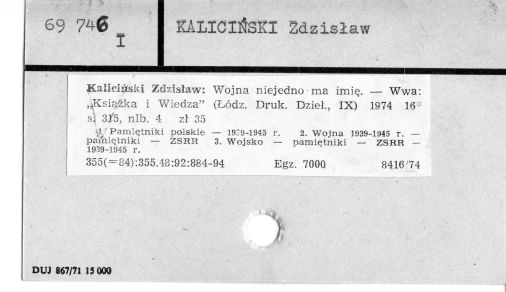 69 746
I
KALICIŃSKI Zdzisław
Kaliciński Zdzisław: Wojna niejedno ma imię. — Wwa:
„Książka i Wiedza” (Łódz. Druk. Dzieł., IX) 1974 16°
s. 315, nlb. 4 zł 35
1. Pamiętniki polskie — 1939-1945 r. 2. Wojna 1939-1945 r. —
pamiętniki — ZSRR 3. Wojsko — pamiętniki — ZSRR —
1939-1945 r.
355(=84):355.48:92:884-94 Egz. 7000 8416/74
DUJ 867/71 15 000